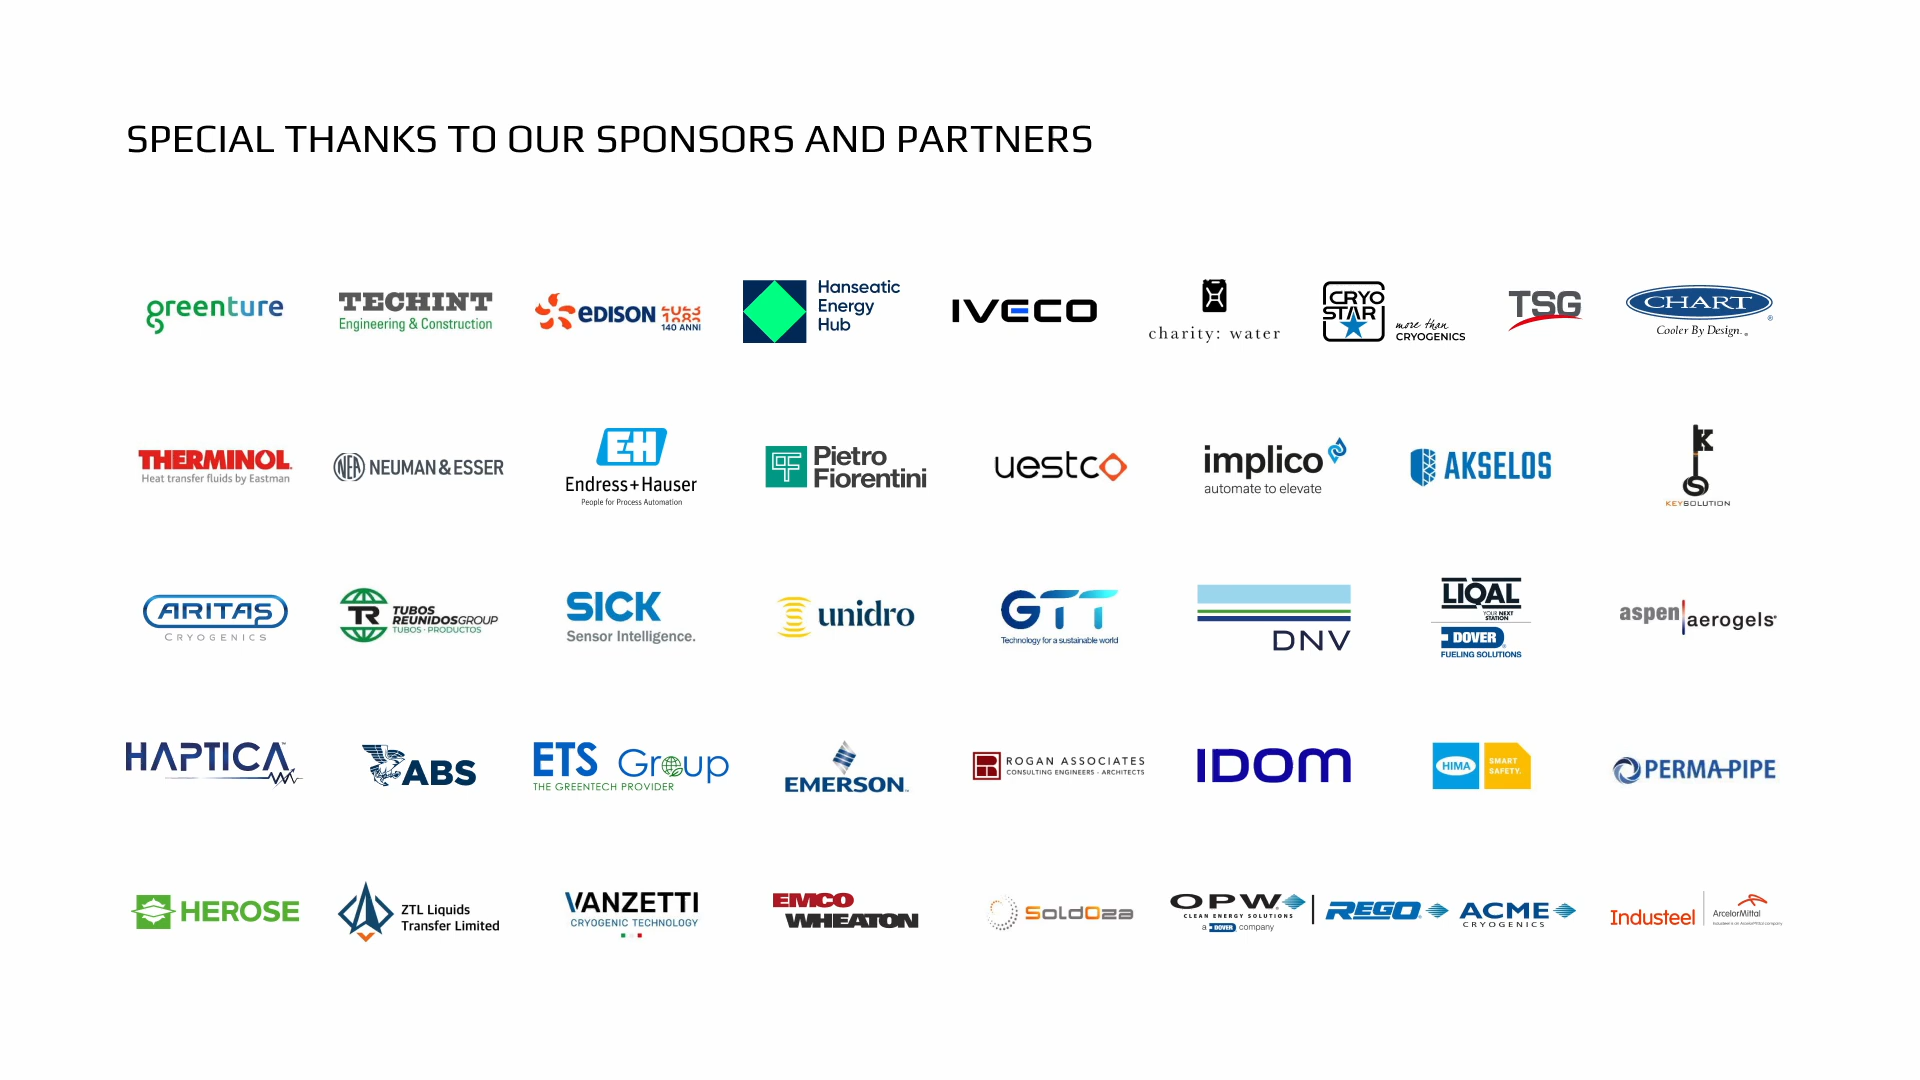 SPECIAL THANKS TO OUR SPONSORS AND PARTNERS
greenture
TECHINT
Engineering & Construction
EDISON
140 ANNI
Hanseatic
Energy
Hub
IVECO
charity: water
CRYO
STAR
more than
CRYOGENICS
TSG
CHART
Cooler By Design.®
THERMINOL
Heat transfer fluids by Eastman
NEA NEUMAN & ESSER
EH
Endress+Hauser
People for Process Automation
Pietro
Fiorentini
uestco
implico
automate to elevate
AKSELOS
K
S
KEYSOLUTION
ARITAS
CRYOGENICS
TR
TUBOS
REUNIDOSGROUP
TUBOS · PRODUCTOS
SICK
Sensor Intelligence.
unidro
GTT
Technology for a sustainable world
DNV
LIQAL
YOUR NEXT
STATION
DOVER
FUELING SOLUTIONS
aspen aerogels®
HAPTICA™
ABS
ETS Group
THE GREENTECH PROVIDER
EMERSON™
ROGAN ASSOCIATES
CONSULTING ENGINEERS - ARCHITECTS
IDOM
HIMA
SMART
SAFETY.
PERMA-PIPE
HEROSE
ZTL Liquids
Transfer Limited
VANZETTI
CRYOGENIC TECHNOLOGY
EMCO
WHEATON
SoldOza
OPW
CLEAN ENERGY SOLUTIONS
a DOVER company
REGO
ACME
CRYOGENICS
Industeel
ArcelorMittal